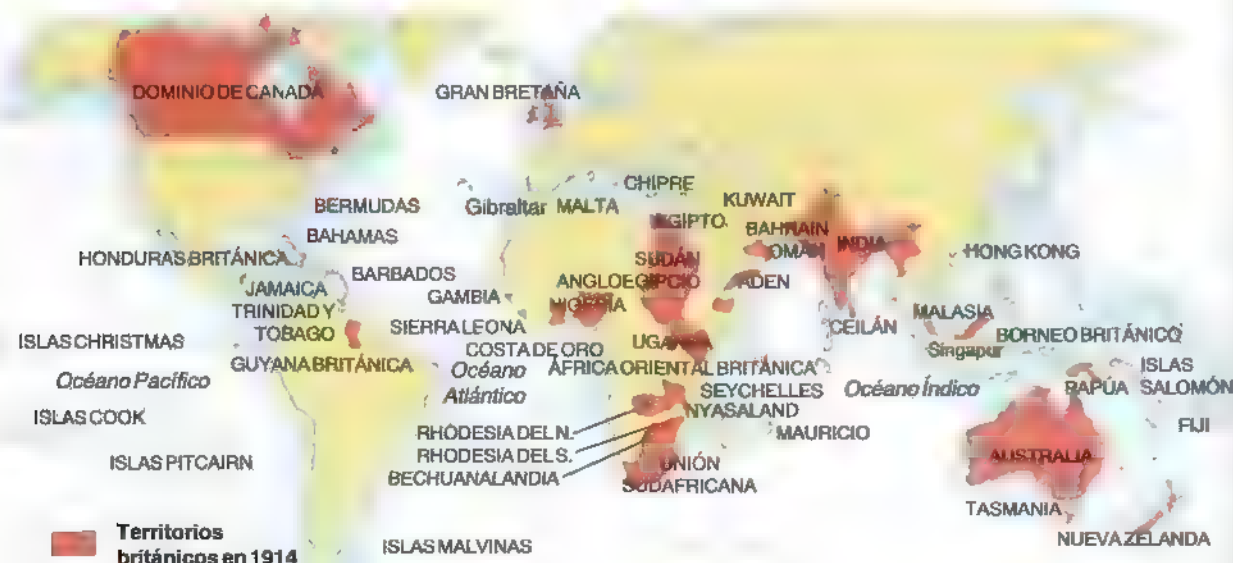 DOMINIO DE CANADÁ
GRAN BRETAÑA
CHIPRE
KUWAIT
BERMUDAS
Gibraltar
MALTA
EGIPTO
BAHRAIN
BAHAMAS
OMÁN
INDIA
HONG KONG
HONDURAS BRITÁNICA
SUDÁN
ANGLOEGIPCIO
BARBADOS
ADEN
JAMAICA
GAMBIA
NIGERIA
TRINIDAD Y
TOBAGO
SIERRA LEONA
CEILÁN
MALASIA
BORNEO BRITÁNICO
ISLAS CHRISTMAS
COSTA DE ORO
UGANDA
Singapur
GUYANA BRITÁNICA
Océano
Atlántico
ÁFRICA ORIENTAL BRITÁNICA
ISLAS
SALOMÓN
Océano Pacífico
SEYCHELLES
Océano Índico
PAPÚA
NYASALAND
ISLAS COOK
RHODESIA DEL N.
MAURICIO
FIJI
RHODESIA DEL S.
ISLAS PITCAIRN
BECHUANALANDIA
UNIÓN
SUDAFRICANA
AUSTRALIA
TASMANIA
NUEVA ZELANDA
ISLAS MALVINAS
Territorios
británicos en 1914